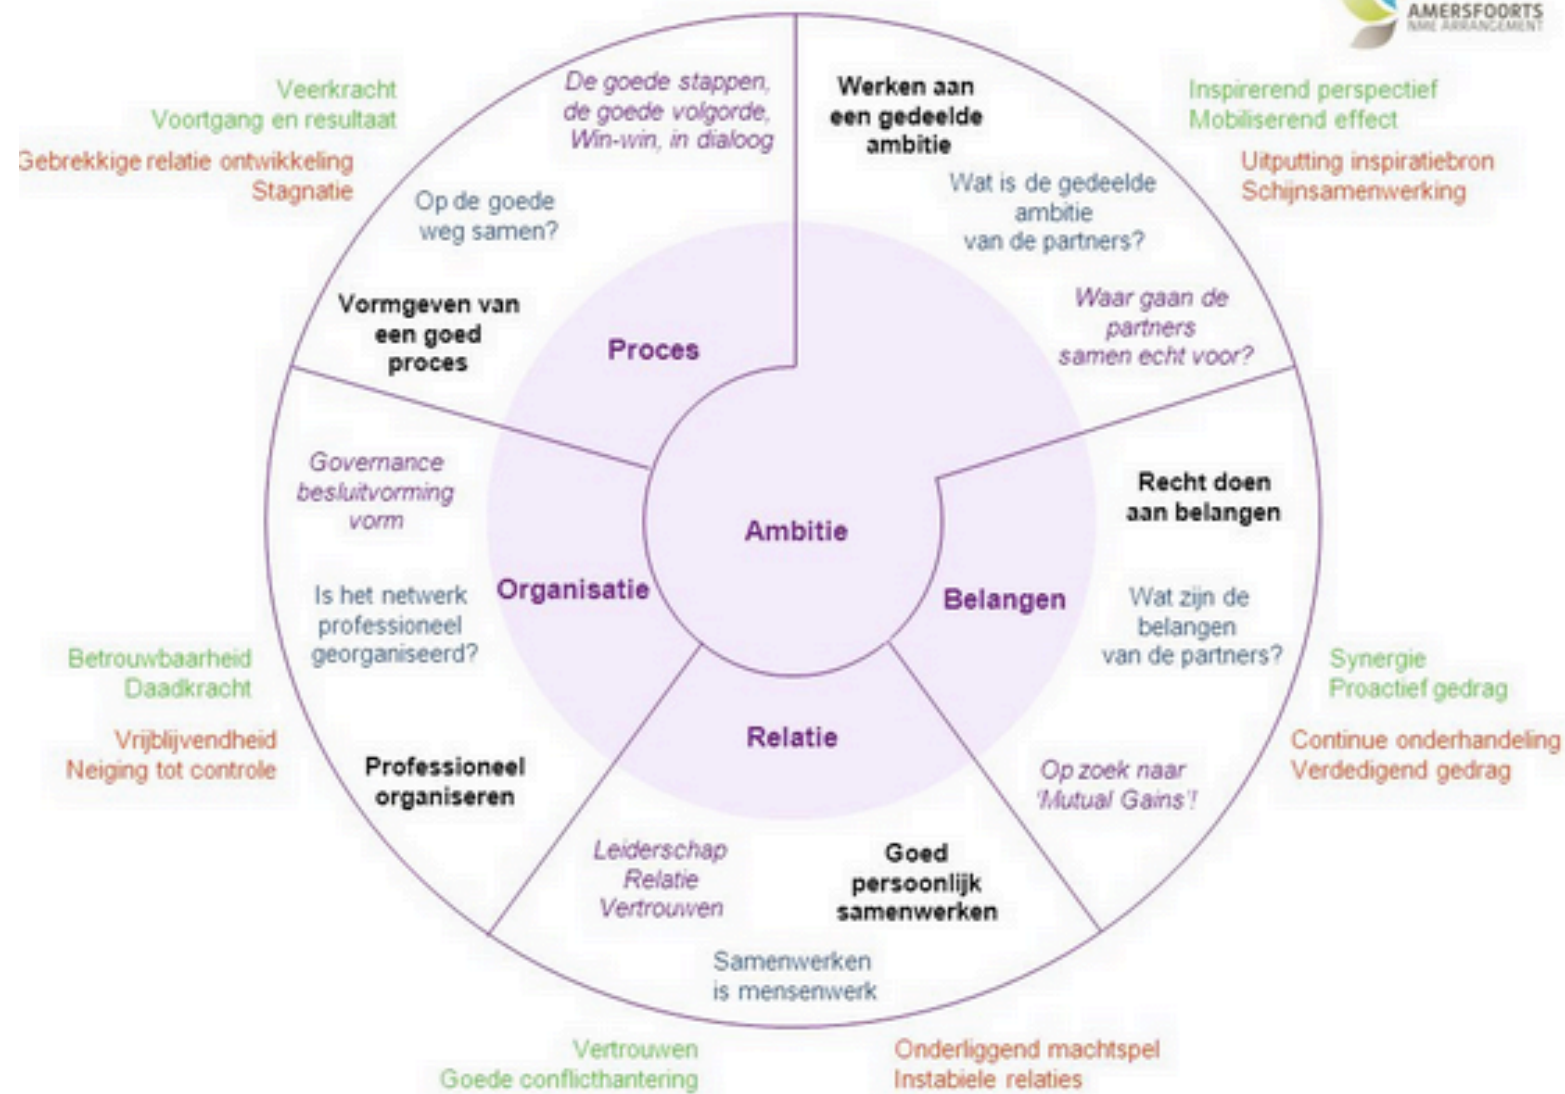 AMERSFOORTS
NME ARRANGEMENT
Werken aan
een gedeelde
ambitie
Wat is de gedeelde
ambitie
van de partners?
Waar gaan de
partners
samen echt voor?
Inspirerend perspectief
Mobiliserend effect
Uitputting inspiratiebron
Schijnsamenwerking
Recht doen
aan belangen
Wat zijn de
belangen
van de partners?
Op zoek naar
'Mutual Gains'!
Synergie
Proactief gedrag
Continue onderhandeling
Verdedigend gedrag
Goed
persoonlijk
samenwerken
Leiderschap
Relatie
Vertrouwen
Samenwerken
is mensenwerk
Vertrouwen
Goede conflicthantering
Onderliggend machtspel
Instabiele relaties
Governance
besluitvorming
vorm
Is het netwerk
professioneel
georganiseerd?
Professioneel
organiseren
Betrouwbaarheid
Daadkracht
Vrijblijvendheid
Neiging tot controle
De goede stappen,
de goede volgorde,
Win-win, in dialoog
Op de goede
weg samen?
Vormgeven van
een goed
proces
Veerkracht
Voortgang en resultaat
Gebrekkige relatie ontwikkeling
Stagnatie
Proces
Ambitie
Organisatie
Belangen
Relatie